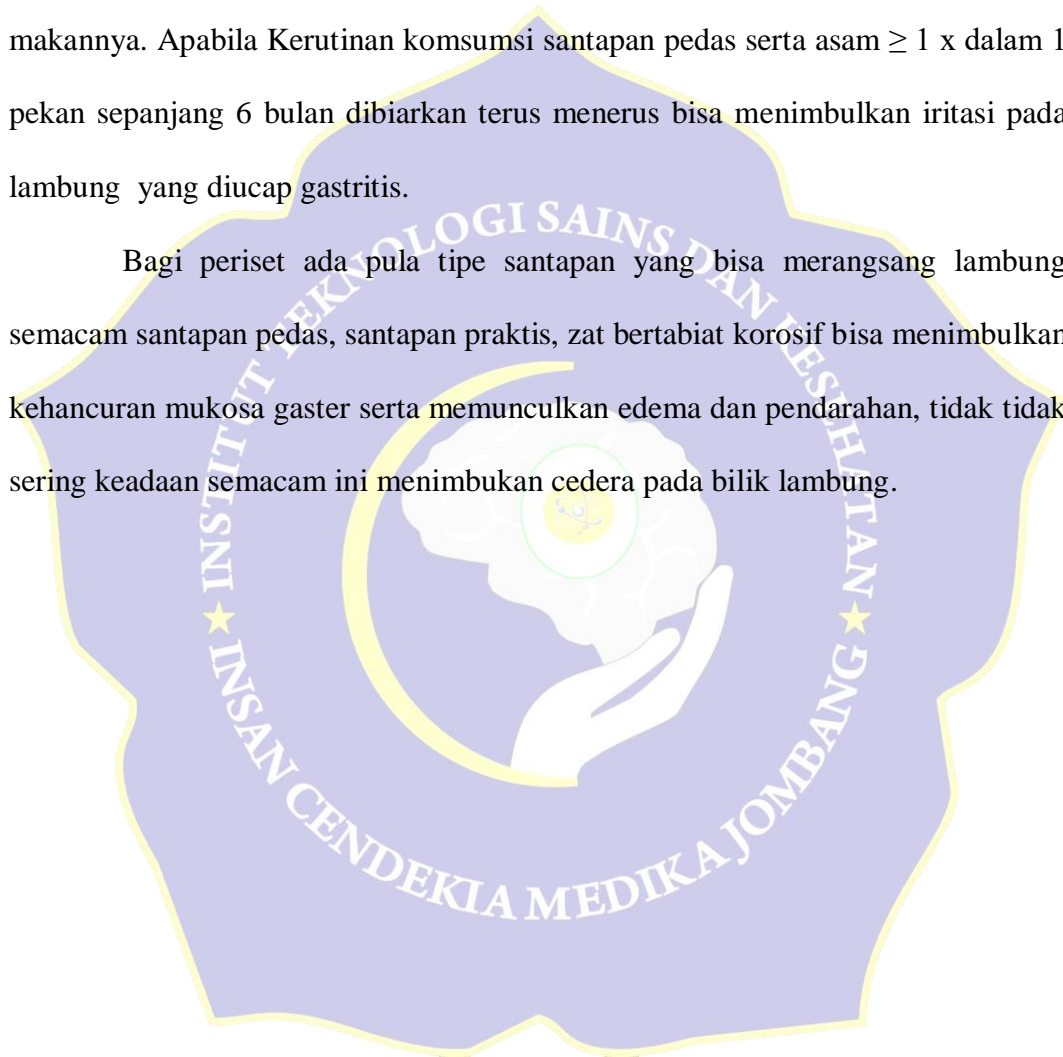 makannya. Apabila Kerutinan komsumsi santapan pedas serta asam ≥ 1 x dalam 1
pekan sepanjang 6 bulan dibiarkan terus menerus bisa menimbulkan iritasi pada
lambung yang diucap gastritis.
Bagi periset ada pula tipe santapan yang bisa merangsang lambung
semacam santapan pedas, santapan praktis, zat bertabiat korosif bisa menimbulkan
kehancuran mukosa gaster serta memunculkan edema dan pendarahan, tidak tidak
sering keadaan semacam ini menimbukan cedera pada bilik lambung.
INSTITUT TEKNOLOGI SAINS DAN KESEHATAN
INSAN CENDEKIA MEDIKA JOMBANG